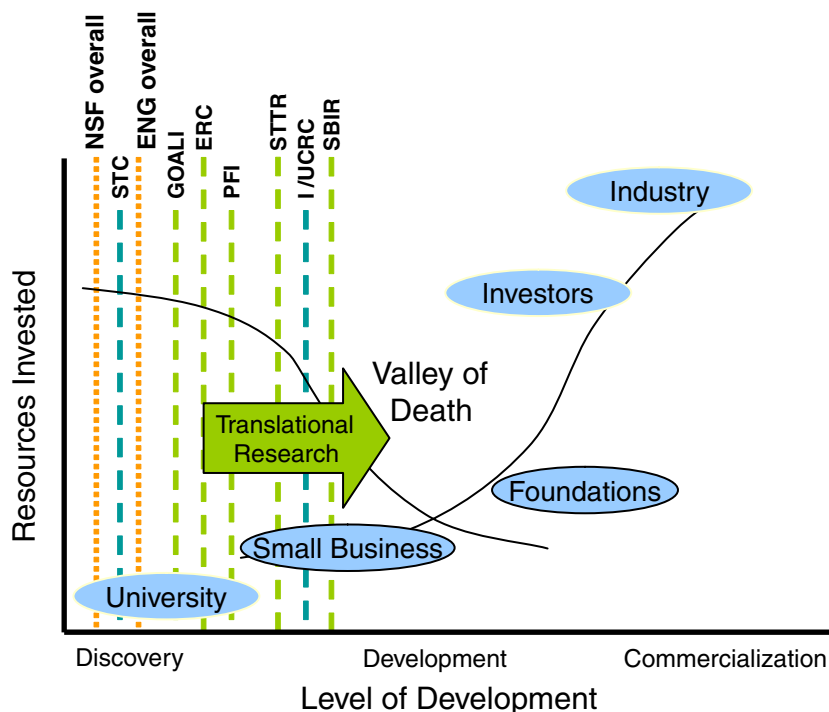 NSF overall
STC
ENG overall
GOALI
ERC
PFI
STTR
I /UCRC
SBIR
Industry
Investors
Valley of
Death
Translational
Research
Foundations
Small Business
University
Resources Invested
Discovery
Development
Commercialization
Level of Development